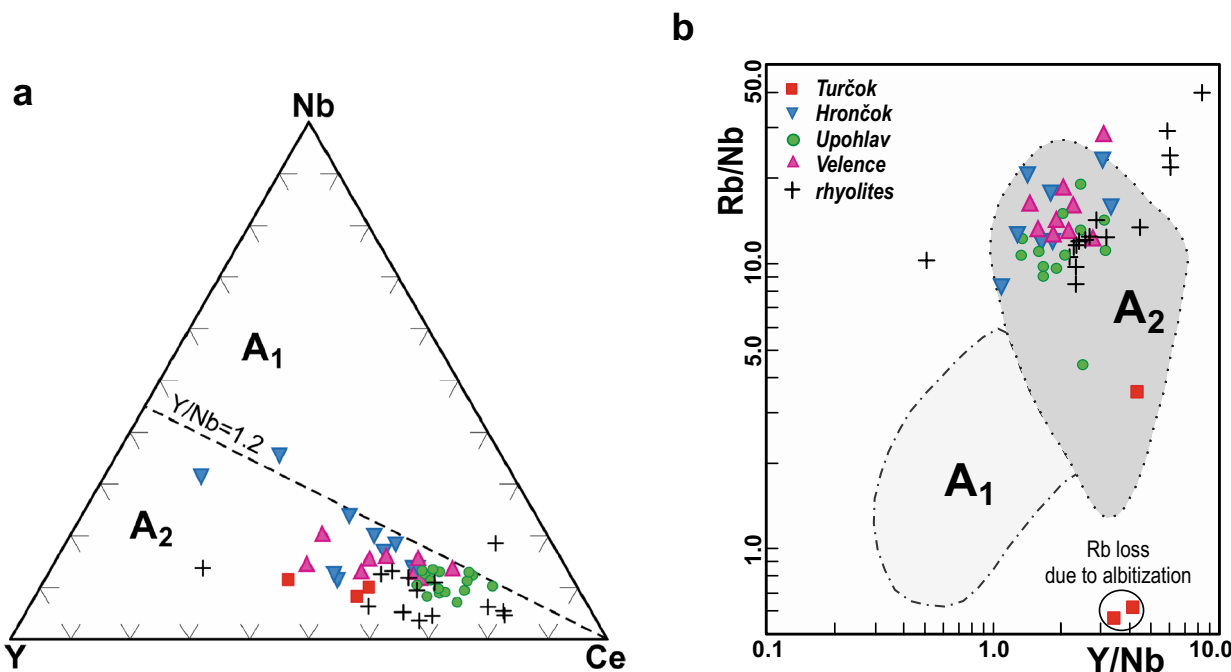 a
Nb
A1
Y/Nb=1.2
A2
Y
Ce
b
Rb/Nb
50.0
10.0
5.0
1.0
Turčok
Hrončok
Upohlav
Velence
rhyolites
A2
A1
Rb loss
due to albitization
0.1
1.0
Y/Nb
10.0